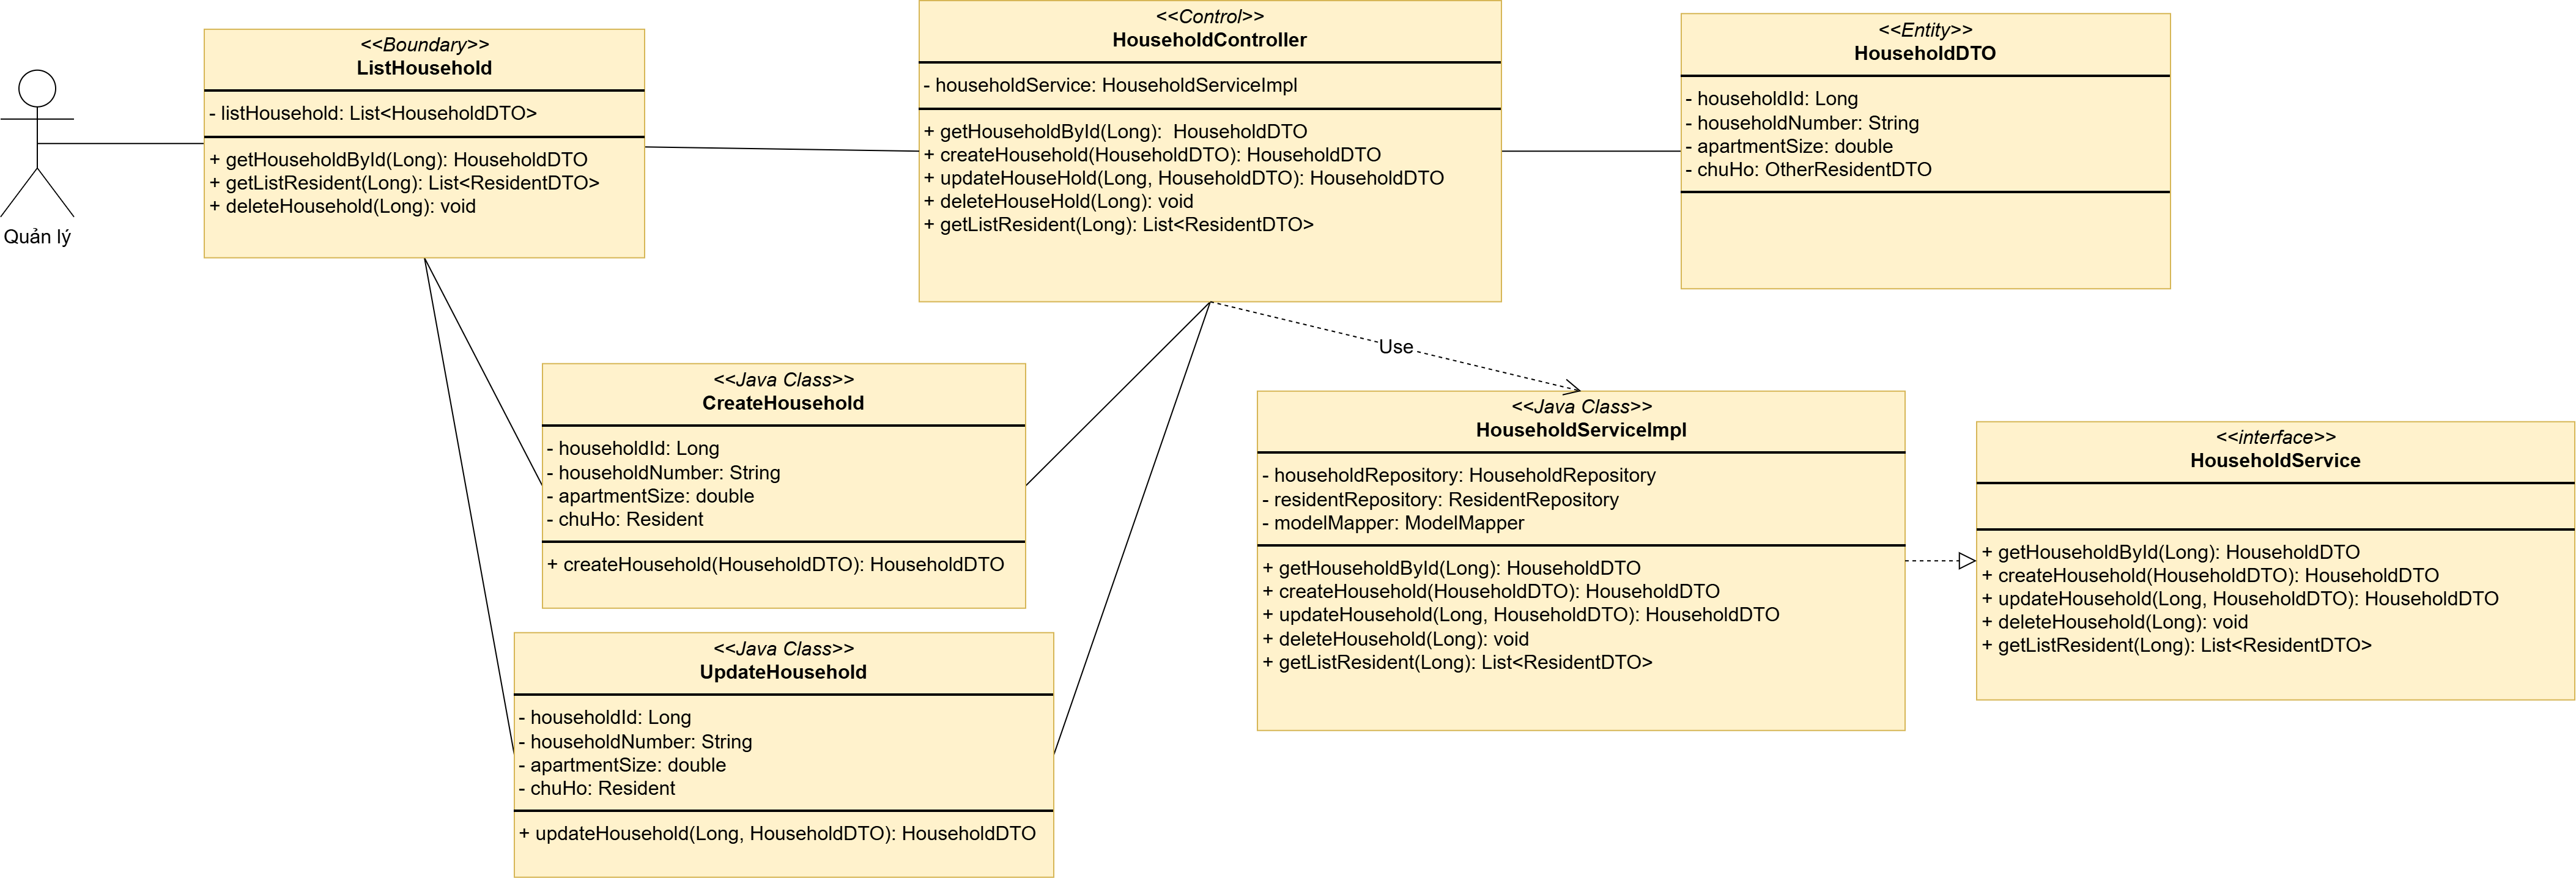 Quản lý
<<Boundary>>
ListHousehold
- listHousehold: List<HouseholdDTO>
+ getHouseholdById(Long): HouseholdDTO
+ getListResident(Long): List<ResidentDTO>
+ deleteHousehold(Long): void
<<Control>>
HouseholdController
- householdService: HouseholdServiceImpl
+ getHouseholdById(Long):  HouseholdDTO
+ createHousehold(HouseholdDTO): HouseholdDTO
+ updateHouseHold(Long, HouseholdDTO): HouseholdDTO
+ deleteHouseHold(Long): void
+ getListResident(Long): List<ResidentDTO>
<<Entity>>
HouseholdDTO
- householdId: Long
- householdNumber: String
- apartmentSize: double
- chuHo: OtherResidentDTO
Use
<<Java Class>>
CreateHousehold
- householdId: Long
- householdNumber: String
- apartmentSize: double
- chuHo: Resident
+ createHousehold(HouseholdDTO): HouseholdDTO
<<Java Class>>
UpdateHousehold
- householdId: Long
- householdNumber: String
- apartmentSize: double
- chuHo: Resident
+ updateHousehold(Long, HouseholdDTO): HouseholdDTO
<<Java Class>>
HouseholdServiceImpl
- householdRepository: HouseholdRepository
- residentRepository: ResidentRepository
- modelMapper: ModelMapper
+ getHouseholdById(Long): HouseholdDTO
+ createHousehold(HouseholdDTO): HouseholdDTO
+ updateHousehold(Long, HouseholdDTO): HouseholdDTO
+ deleteHousehold(Long): void
+ getListResident(Long): List<ResidentDTO>
<<interface>>
HouseholdService
+ getHouseholdById(Long): HouseholdDTO
+ createHousehold(HouseholdDTO): HouseholdDTO
+ updateHousehold(Long, HouseholdDTO): HouseholdDTO
+ deleteHousehold(Long): void
+ getListResident(Long): List<ResidentDTO>